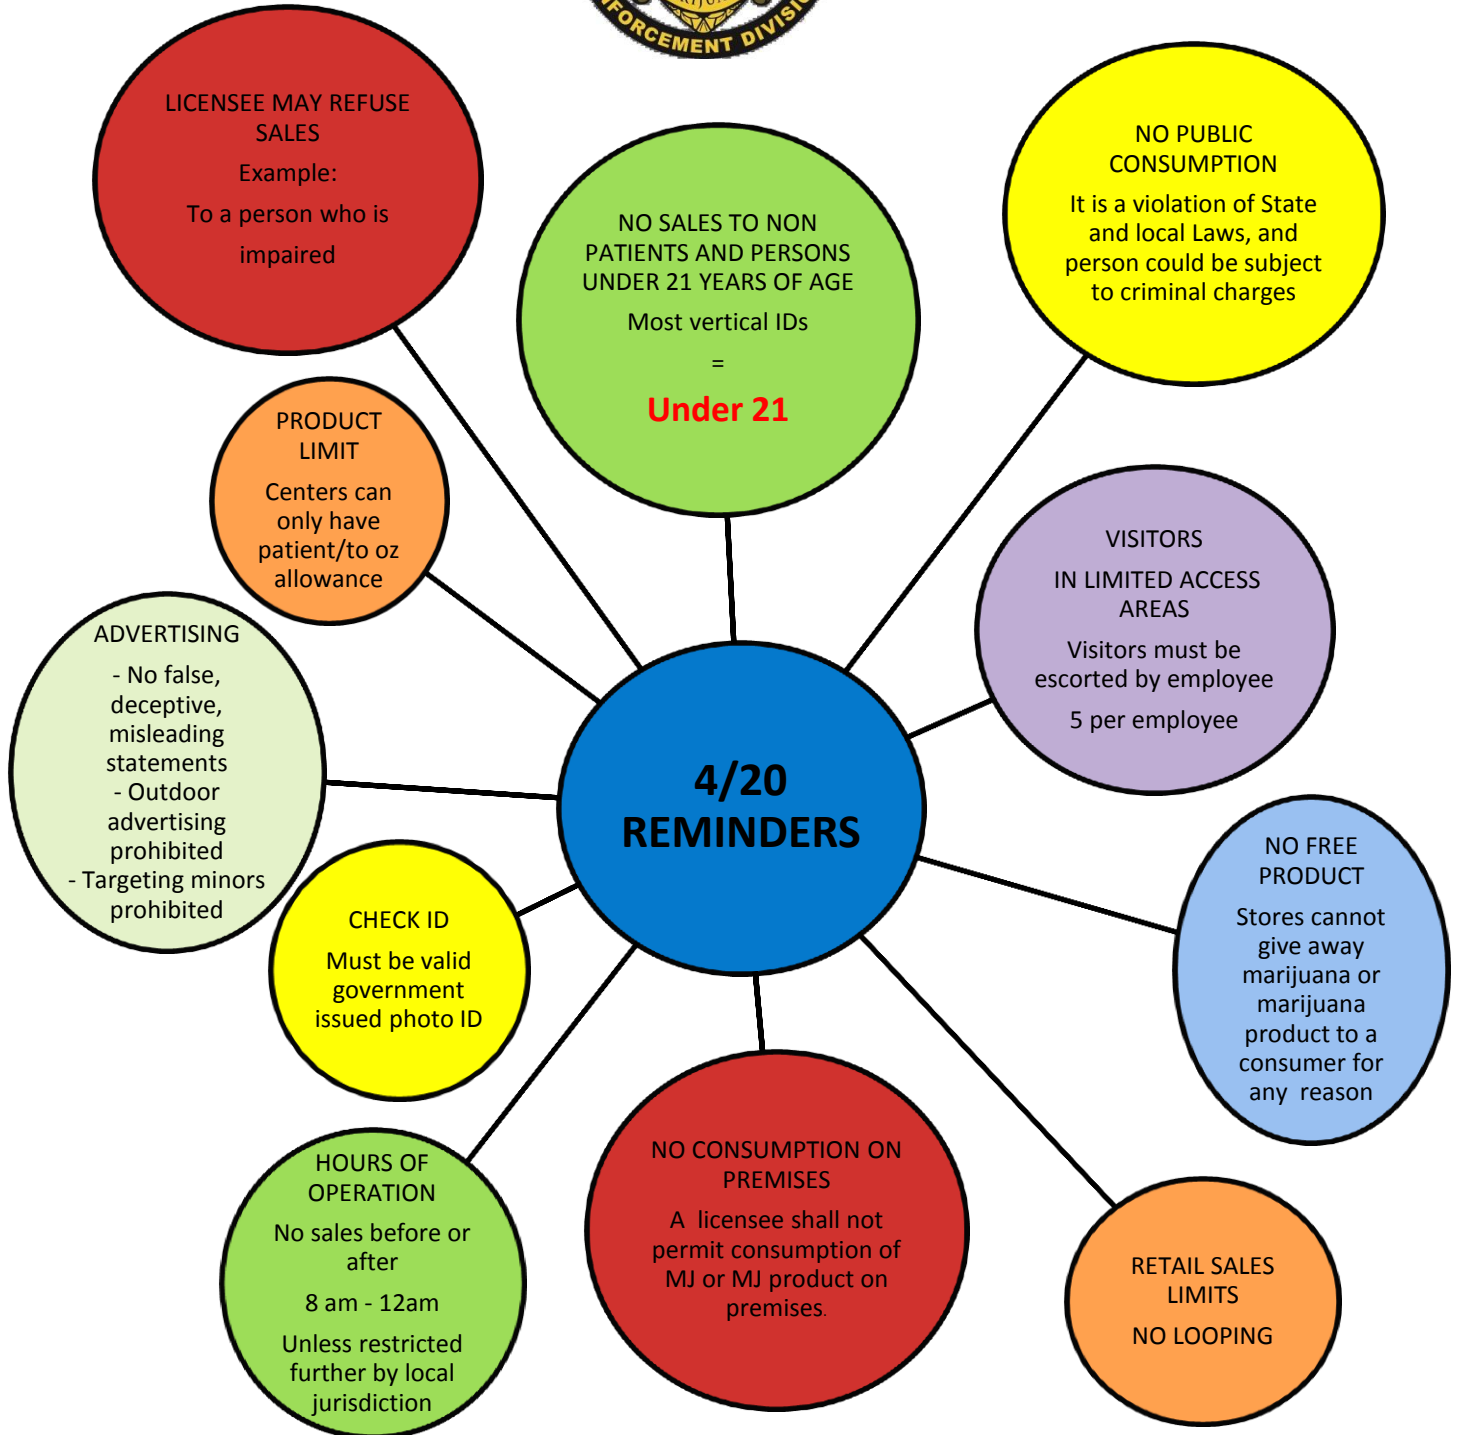 ENFORCEMENT DIVISION
LICENSEE MAY REFUSE
SALES
Example:
To a person who is
impaired
NO SALES TO NON
PATIENTS AND PERSONS
UNDER 21 YEARS OF AGE
Most vertical IDs
=
Under 21
NO PUBLIC
CONSUMPTION
It is a violation of State
and local Laws, and
person could be subject
to criminal charges
PRODUCT
LIMIT
Centers can
only have
patient/to oz
allowance
VISITORS
IN LIMITED ACCESS
AREAS
Visitors must be
escorted by employee
5 per employee
ADVERTISING
- No false,
deceptive,
misleading
statements
- Outdoor
advertising
prohibited
- Targeting minors
prohibited
4/20
REMINDERS
NO FREE
PRODUCT
Stores cannot
give away
marijuana or
marijuana
product to a
consumer for
any reason
CHECK ID
Must be valid
government
issued photo ID
HOURS OF
OPERATION
No sales before or
after
8 am - 12am
Unless restricted
further by local
jurisdiction
NO CONSUMPTION ON
PREMISES
A licensee shall not
permit consumption of
MJ or MJ product on
premises.
RETAIL SALES
LIMITS
NO LOOPING